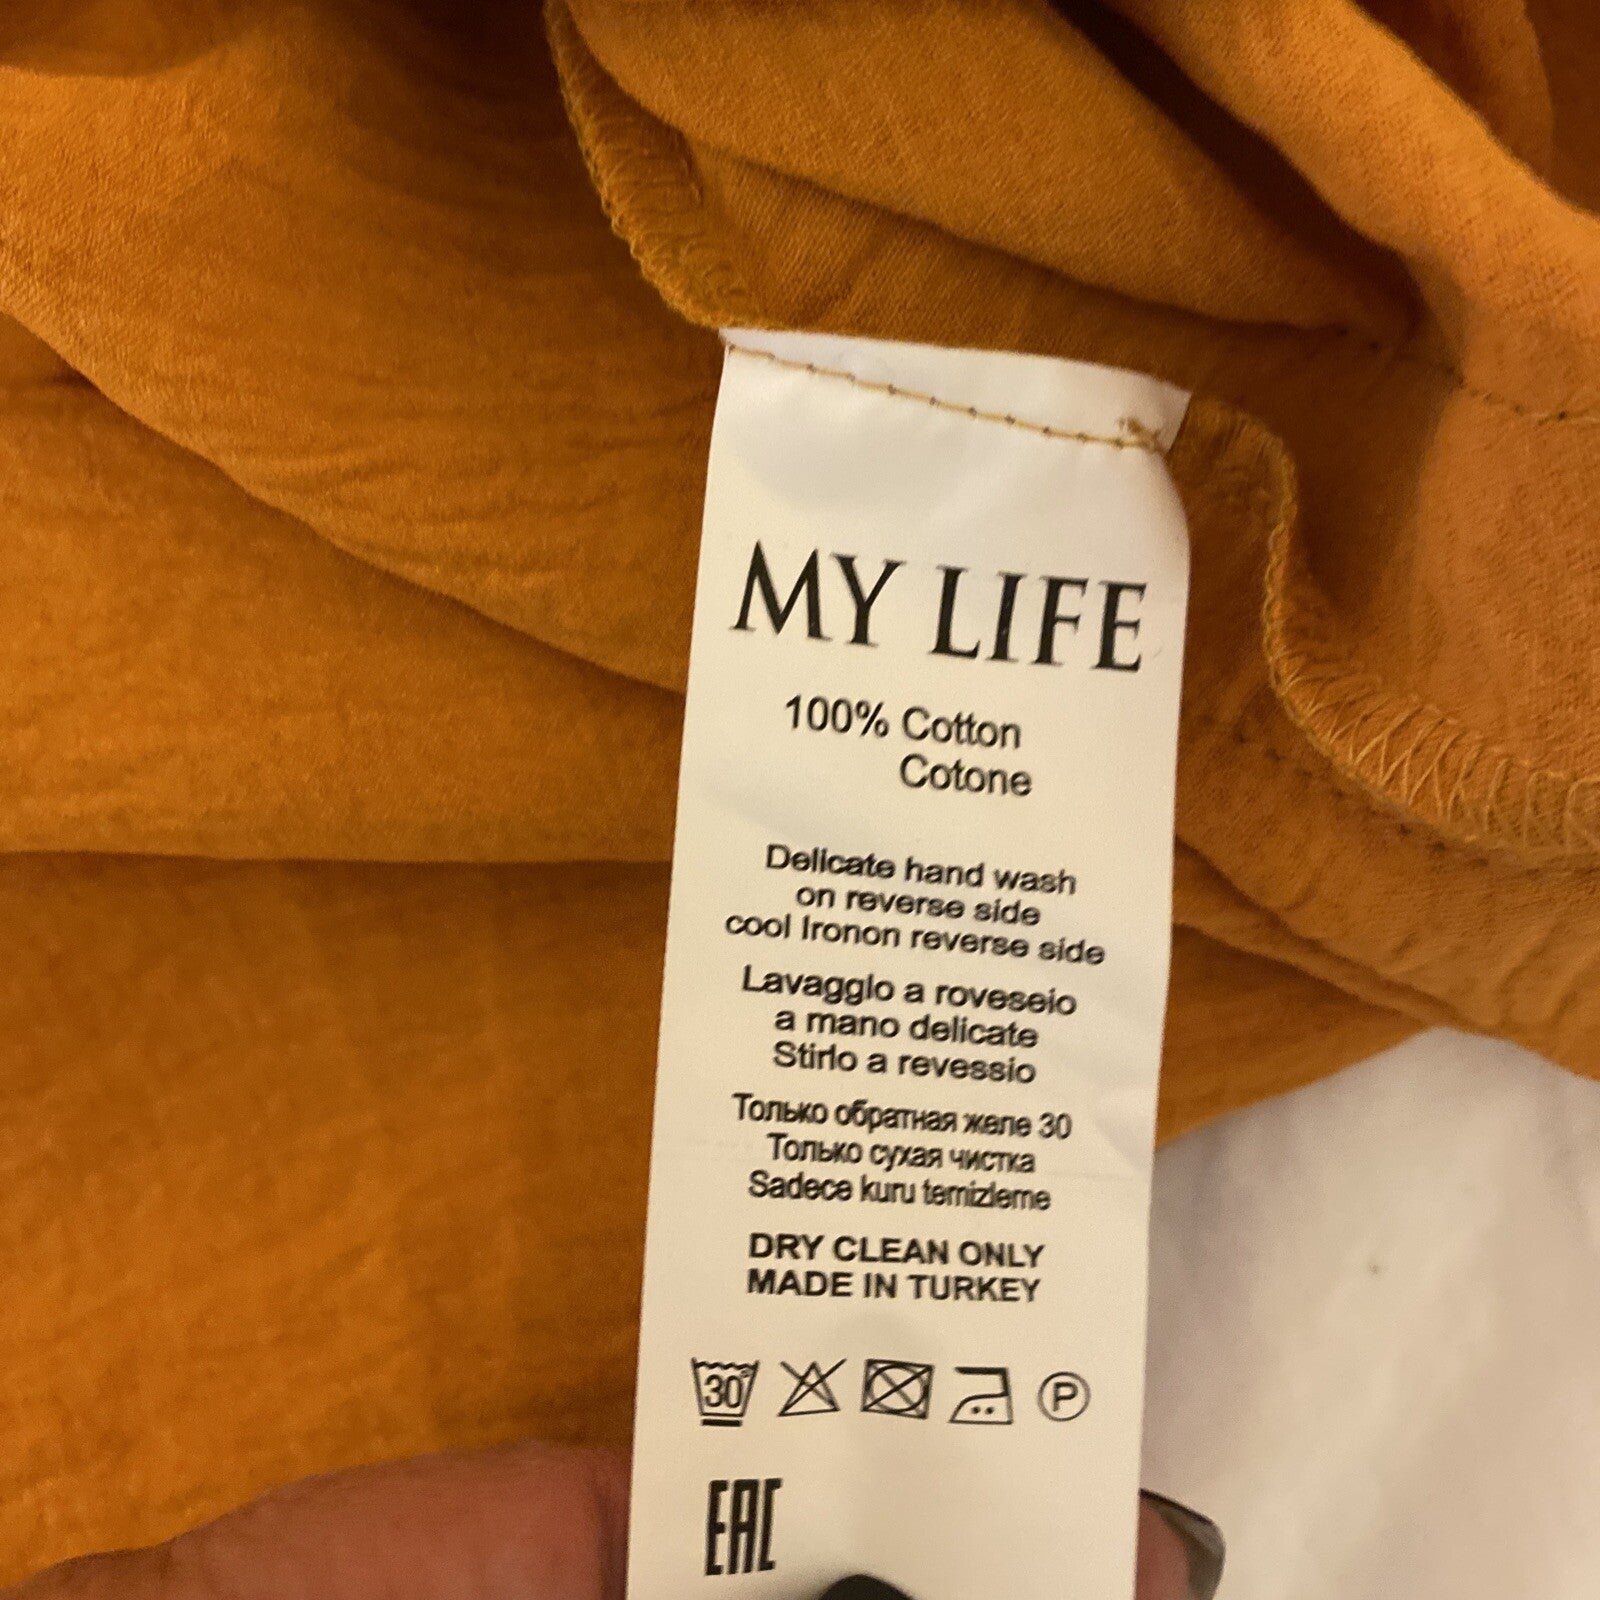 MY LIFE
100% Cotton
Cotone
Delicate hand wash
on reverse side
cool Ironon reverse side
Lavagglo a roveseio
a mano delicate
Stirlo a revessio
Только обратная желе 30
Только сухая чистка
Sadece kuru temizleme
DRY CLEAN ONLY
MADE IN TURKEY
30° P
EAC